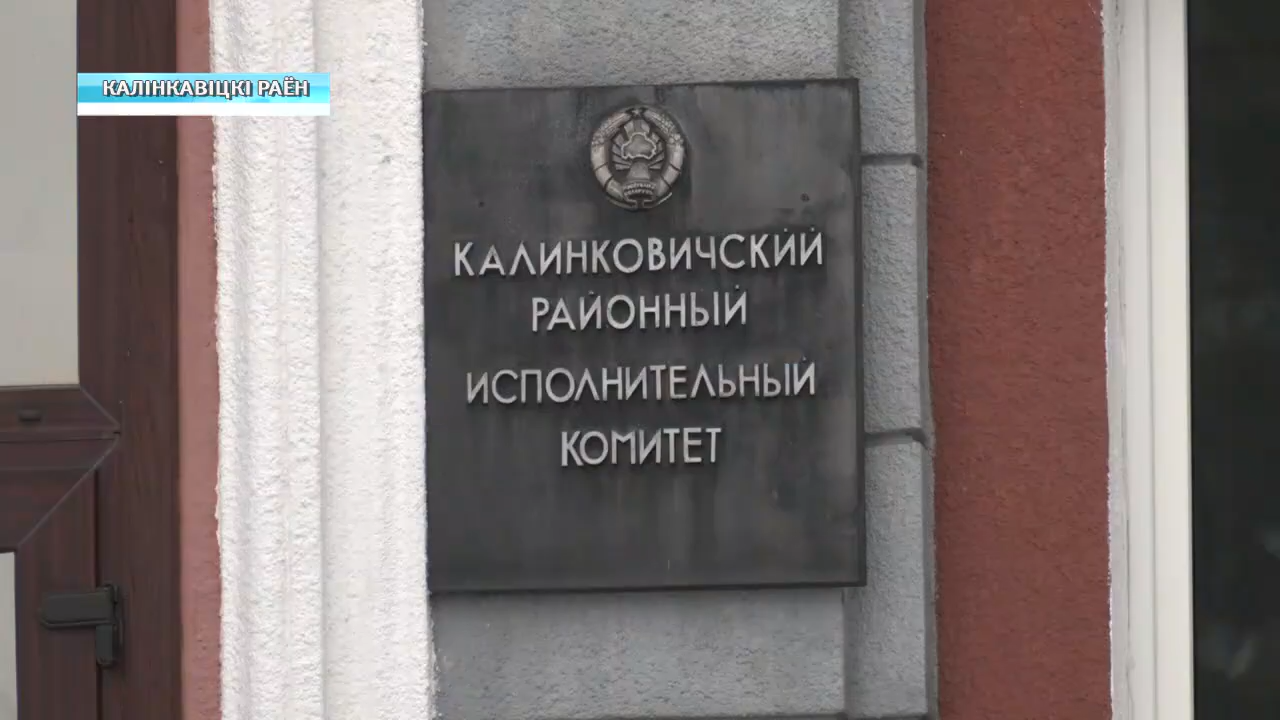 КАЛІНКАВІЦКІ РАЁН
КАЛИНКОВИЧСКИЙ
РАЙОННЫЙ
ИСПОЛНИТЕЛЬНЫЙ
КОМИТЕТ